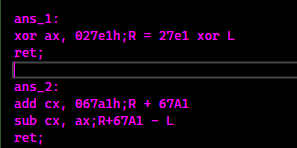 ans_1:
xor ax, 027e1h;R = 27e1 xor L
ret;
ans_2:
add cx, 067a1h;R + 67A1
sub cx, ax;R+67A1 - L
ret;